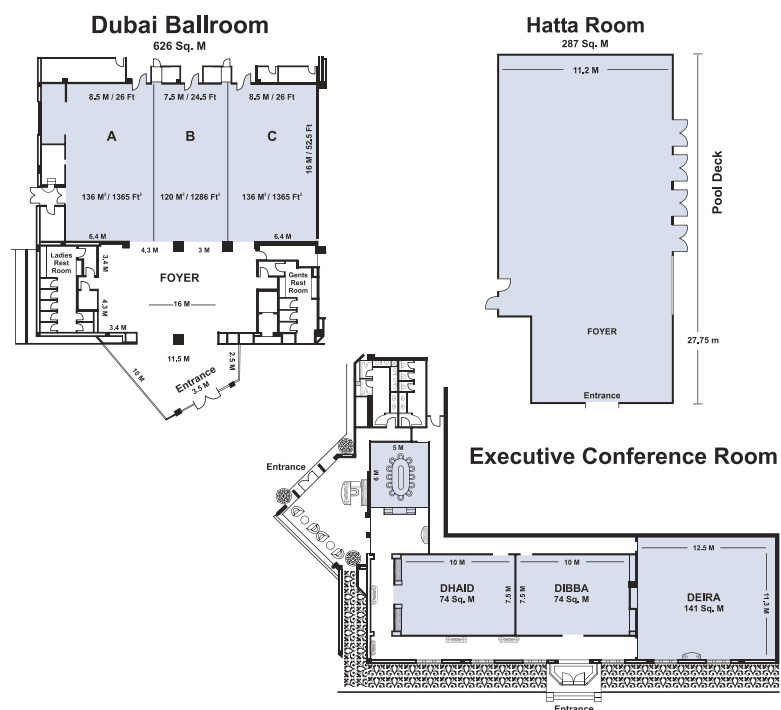 Dubai Ballroom
626 Sq. M
8.5 M / 26 Ft
7.5 M / 24.5 Ft
8.5 M / 26 Ft
A
B
C
16 M / 52.5 Ft
136 M² / 1365 Ft²
120 M² / 1286 Ft²
136 M² / 1365 Ft²
6.4 M
6.4 M
4.3 M
3 M
Ladies
Rest
Room
3.4 M
FOYER
Gents
Rest
Room
16 M
4.3 M
3.4 M
11.5 M
2.5 M
10 M
Entrance
3.5 M
Hatta Room
287 Sq. M
11.2 M
Pool Deck
FOYER
27.75 m
Entrance
Executive Conference Room
Entrance
5 M
6 M
10 M
DHAID
74 Sq. M
7.5 M
7.5 M
10 M
DIBBA
74 Sq. M
12.5 M
DEIRA
141 Sq. M
11.3 M
Entrance